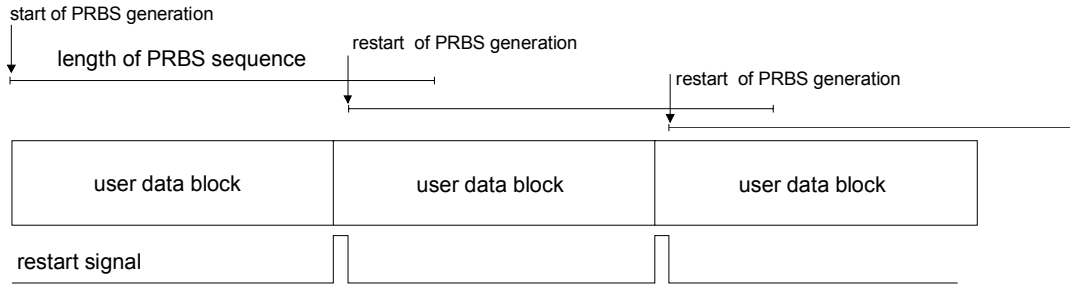 start of PRBS generation
restart of PRBS generation
length of PRBS sequence
restart of PRBS generation
user data block
user data block
user data block
restart signal